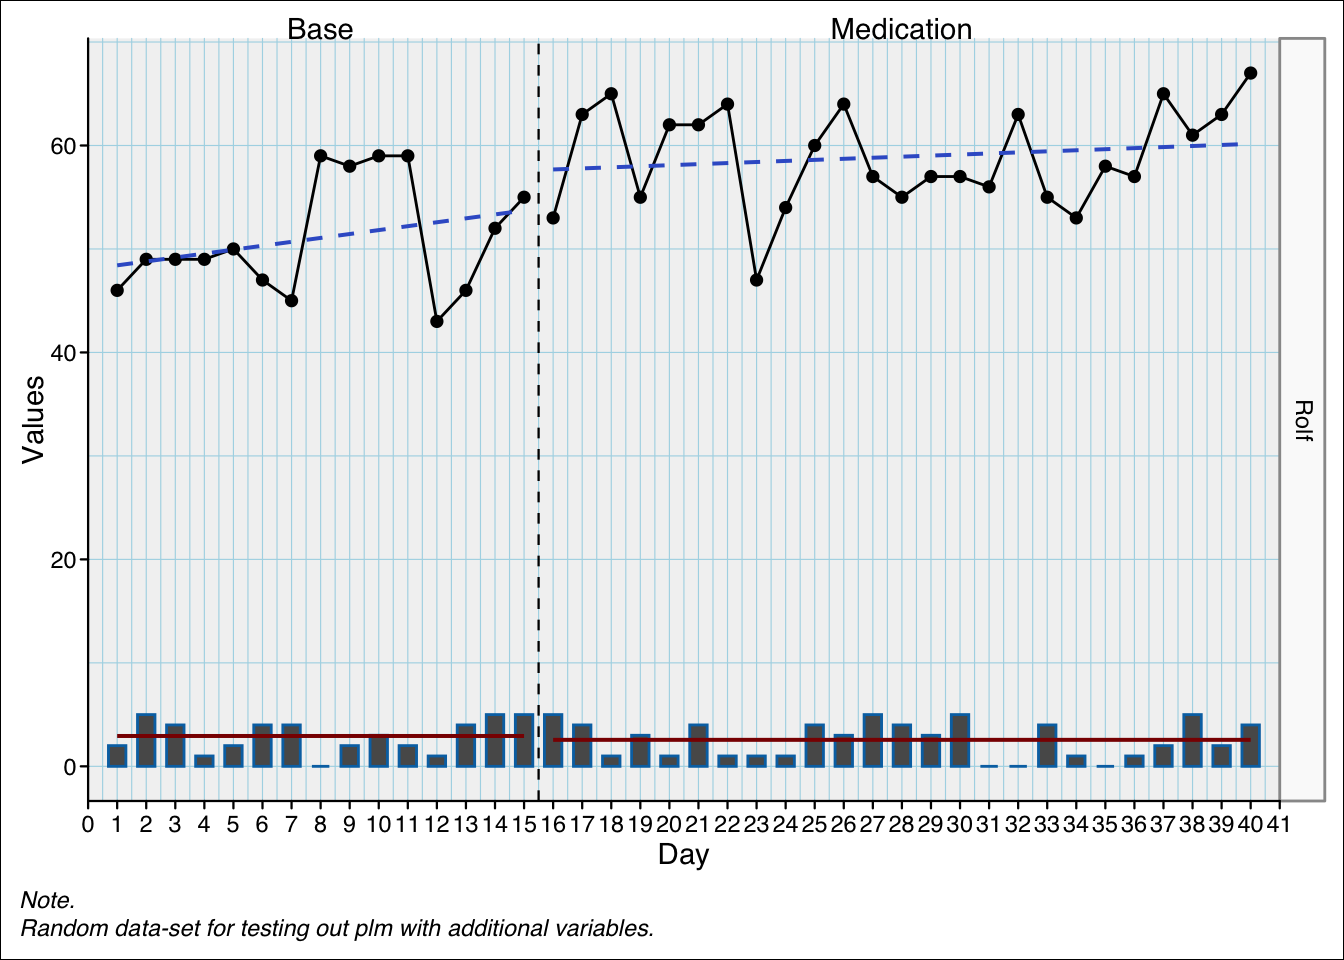 Base
Medication
60
40
20
0
Values
Rolf
0 1 2 3 4 5 6 7 8 9 10 11 12 13 14 15 16 17 18 19 20 21 22 23 24 25 26 27 28 29 30 31 32 33 34 35 36 37 38 39 40 41
Day
Note.
Random data-set for testing out plm with additional variables.